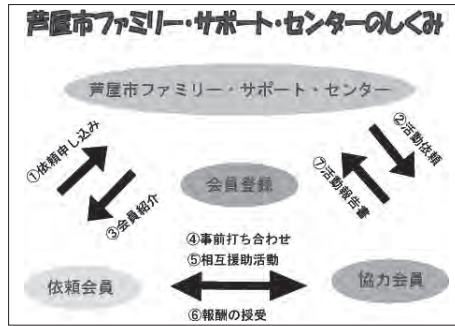 芦屋市ファミリー・サポート・センターのしくみ
芦屋市ファミリー・サポート・センター
①依頼申し込み
②活動依頼
⑦活動報告書
③会員紹介
会員登録
④事前打ち合わせ
⑤相互援助活動
依頼会員
協力会員
⑥報酬の授受